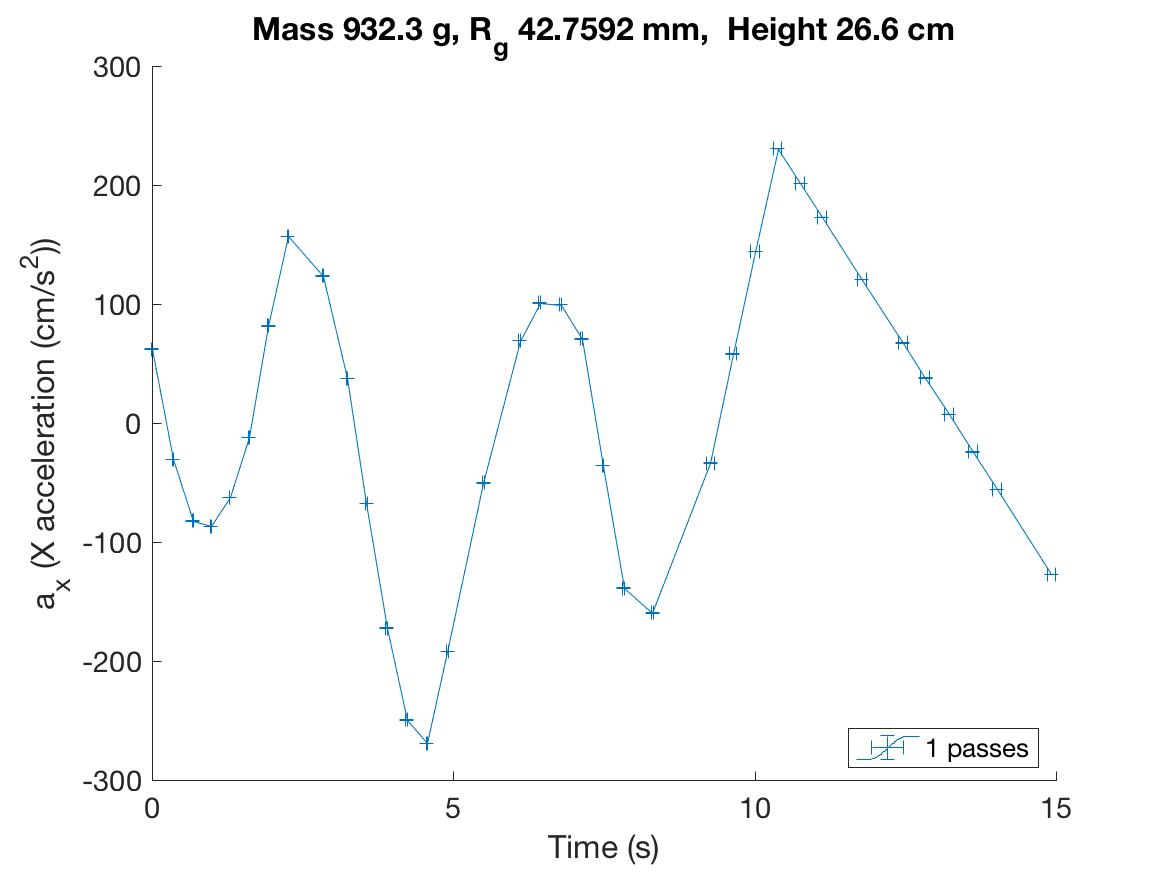 Mass 932.3 g, Rg 42.7592 mm, Height 26.6 cm
300
200
100
0
-100
-200
-300
ax (X acceleration (cm/s2))
0 5 10 15
Time (s)
1 passes